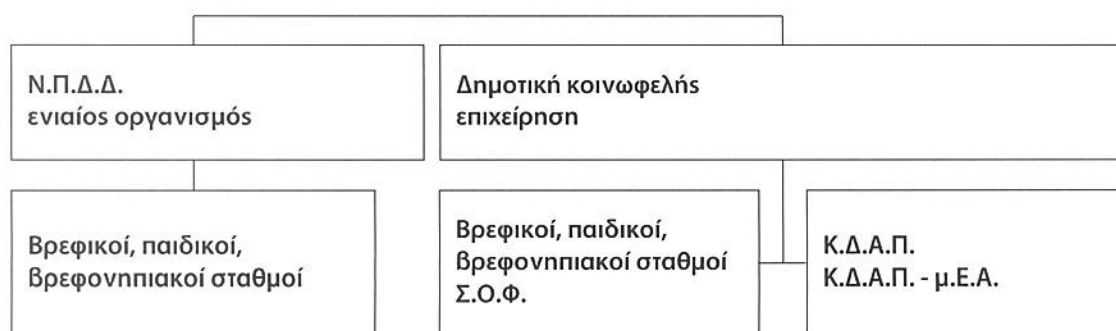 Ν.Π.Δ.Δ.
ενιαίος οργανισμός
Δημοτική κοινωφελής
επιχείρηση
Βρεφικοί, παιδικοί,
βρεφονηπιακοί σταθμοί
Βρεφικοί, παιδικοί,
βρεφονηπιακοί σταθμοί
Σ.Ο.Φ.
Κ.Δ.Α.Π.
Κ.Δ.Α.Π. - μ.Ε.Α.